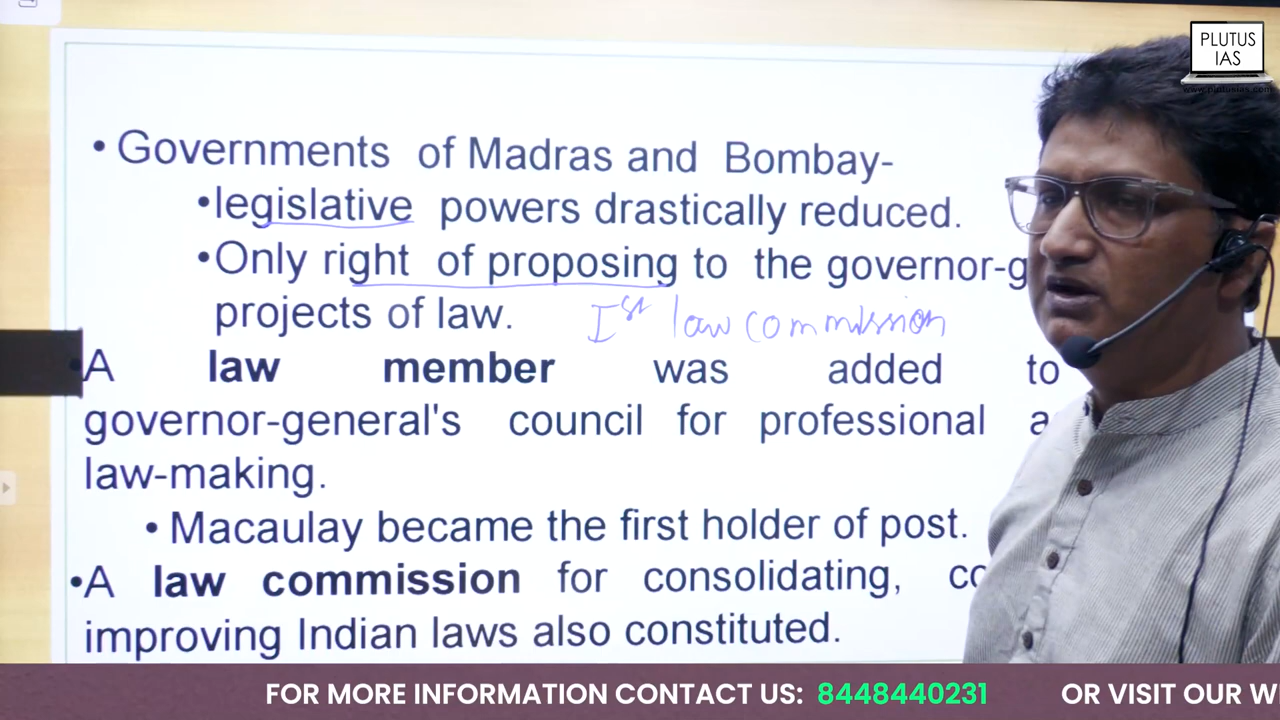 PLUTUS
IAS
www.plutusias.com
• Governments of Madras and Bombay-
•legislative powers drastically reduced.
•Only right of proposing to the governor-g
projects of law.
Ist law commission
A law member was added to
governor-general's council for professional a
law-making.
• Macaulay became the first holder of post.
•A law commission for consolidating, co
improving Indian laws also constituted.
FOR MORE INFORMATION CONTACT US: 8448440231 OR VISIT OUR W